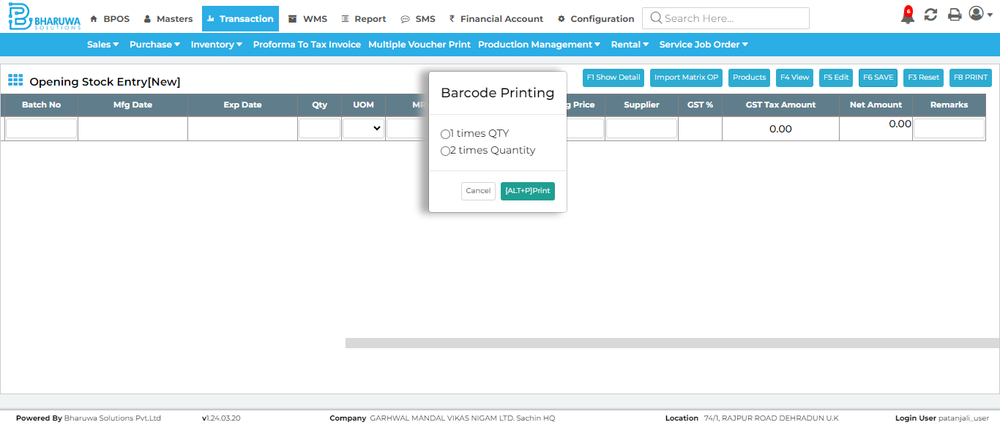 BHARUWA
SOLUTIONS
BPOS Masters Transaction WMS Report SMS ₹ Financial Account Configuration Search Here... 6
Sales Purchase Inventory Proforma To Tax Invoice Multiple Voucher Print Production Management Rental Service Job Order
Opening Stock Entry[New] F1 Show Detail Import Matrix OP Products F4 View F5 Edit F6 SAVE F3 Reset F8 PRINT
Batch No Mfg Date Exp Date Qty UOM MR g Price Supplier GST % GST Tax Amount Net Amount Remarks
0.00 0.00
Barcode Printing
1 times QTY
2 times Quantity
Cancel [ALT+P]Print
Powered By Bharuwa Solutions Pvt.Ltd v1.24.03.20 Company GARHWAL MANDAL VIKAS NIGAM LTD. Sachin HQ Location 74/1, RAJPUR ROAD DEHRADUN U.K Login User patanjali_user